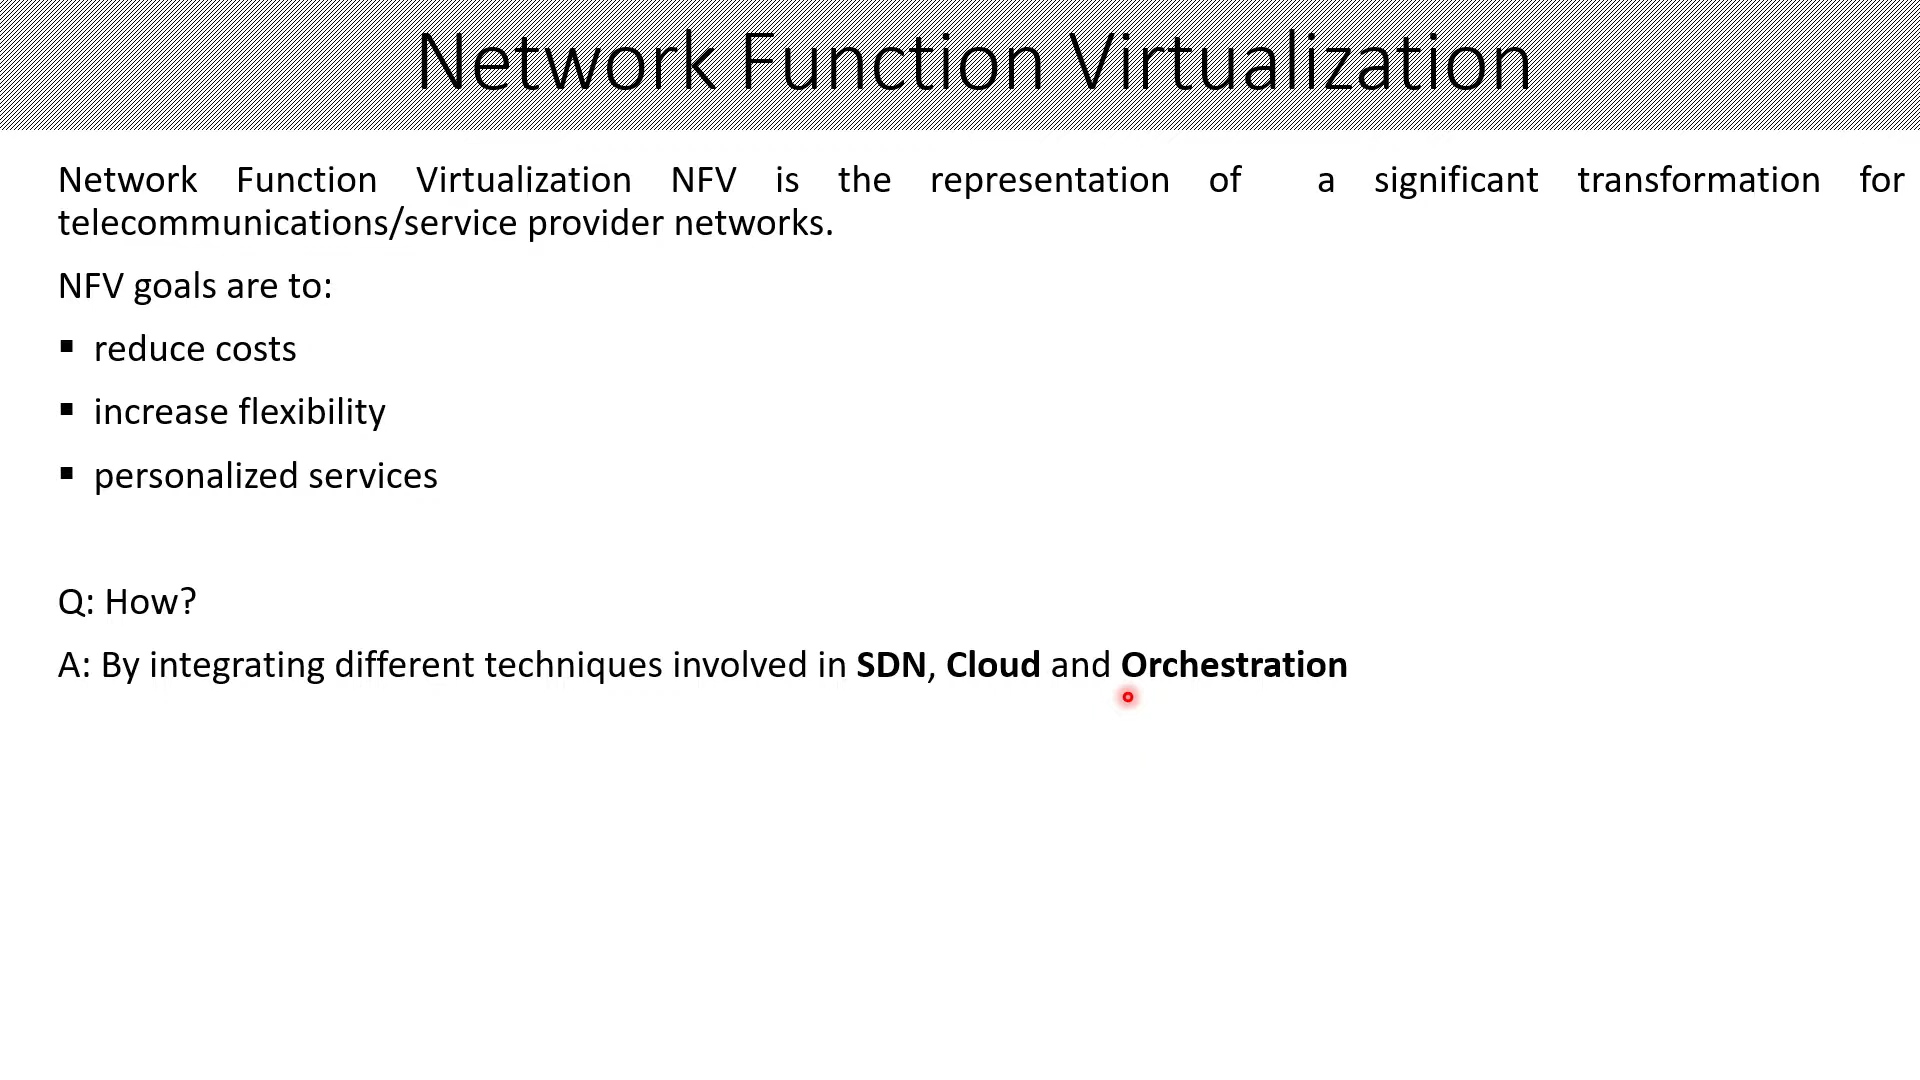 Network Function Virtualization
Network Function Virtualization NFV is the representation of a significant transformation for
telecommunications/service provider networks.
NFV goals are to:
▪ reduce costs
▪ increase flexibility
▪ personalized services
Q: How?
A: By integrating different techniques involved in SDN, Cloud and Orchestration